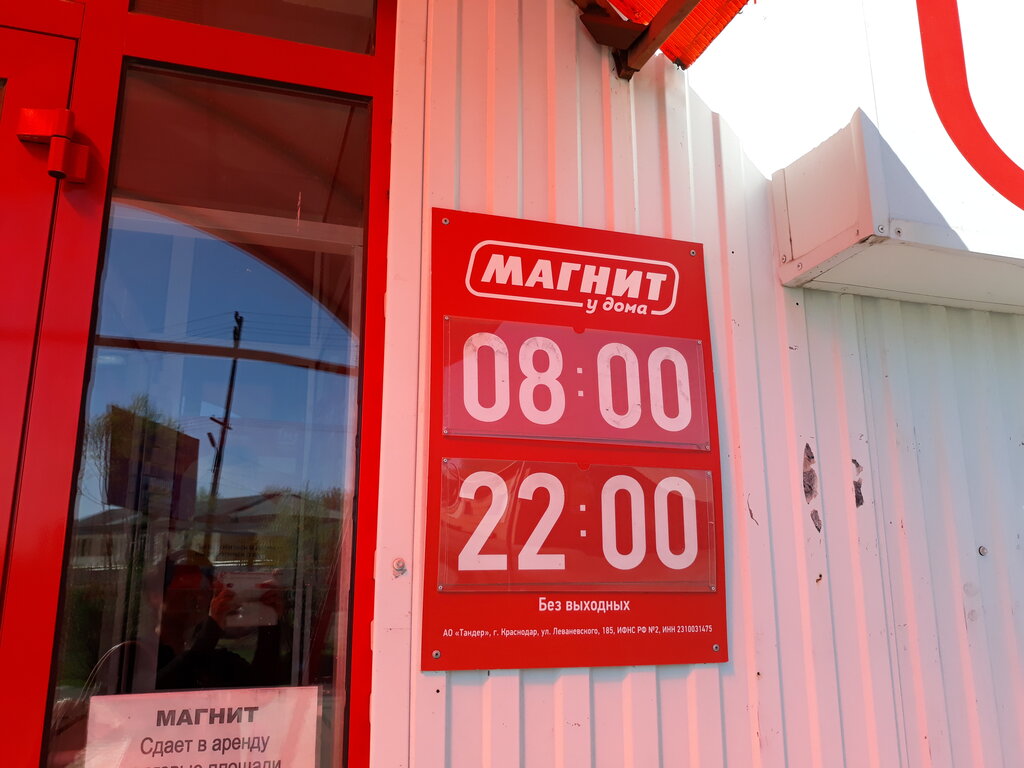 МАГНИТ
у дома
08:00
22:00
Без выходных
АО «Тандер», г. Краснодар, ул. Леваневского, 185, ИФНС РФ №2, ИНН 2310031475
МАГНИТ
Сдает в аренду
площади